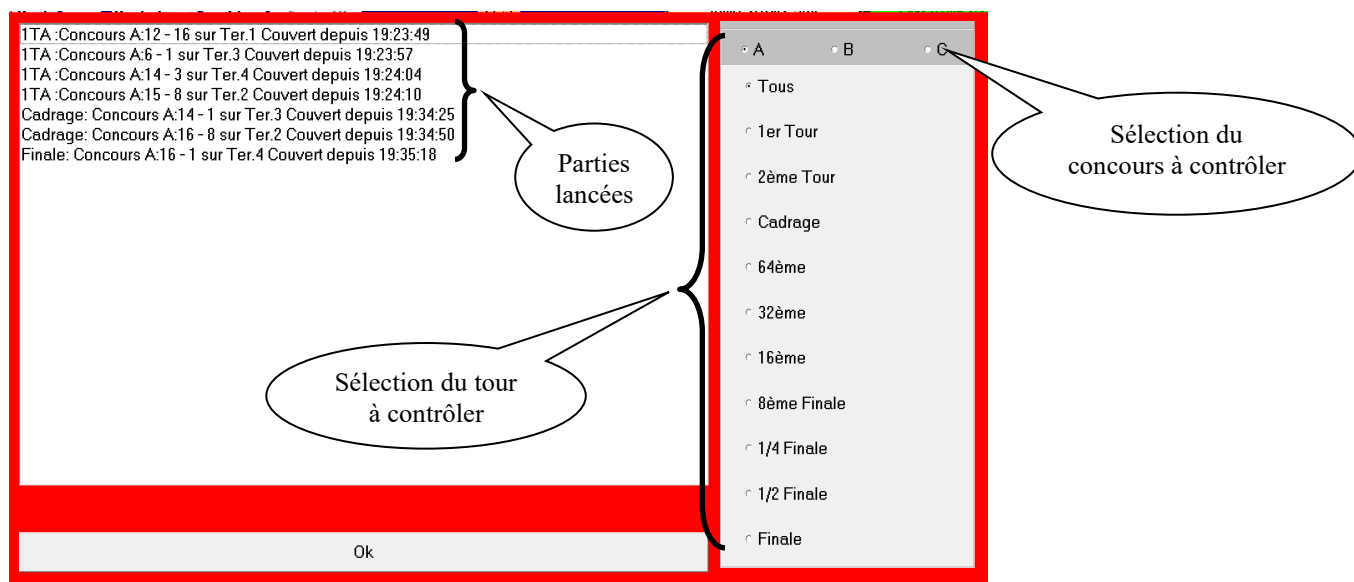 1TA :Concours A:12 - 16 sur Ter.1 Couvert depuis 19:23:49
1TA :Concours A:6 - 1 sur Ter.3 Couvert depuis 19:23:57
1TA :Concours A:14 - 3 sur Ter.4 Couvert depuis 19:24:04
1TA :Concours A:15 - 8 sur Ter.2 Couvert depuis 19:24:10
Cadrage: Concours A:14 - 1 sur Ter.3 Couvert depuis 19:34:25
Cadrage: Concours A:16 - 8 sur Ter.2 Couvert depuis 19:34:50
Finale: Concours A:16 - 1 sur Ter.4 Couvert depuis 19:35:18
Parties
lancées
Sélection du tour
à contrôler
Ok
A B C
Tous
1er Tour
2ème Tour
Cadrage
64ème
32ème
16ème
8ème Finale
1/4 Finale
1/2 Finale
Finale
Sélection du
concours à contrôler